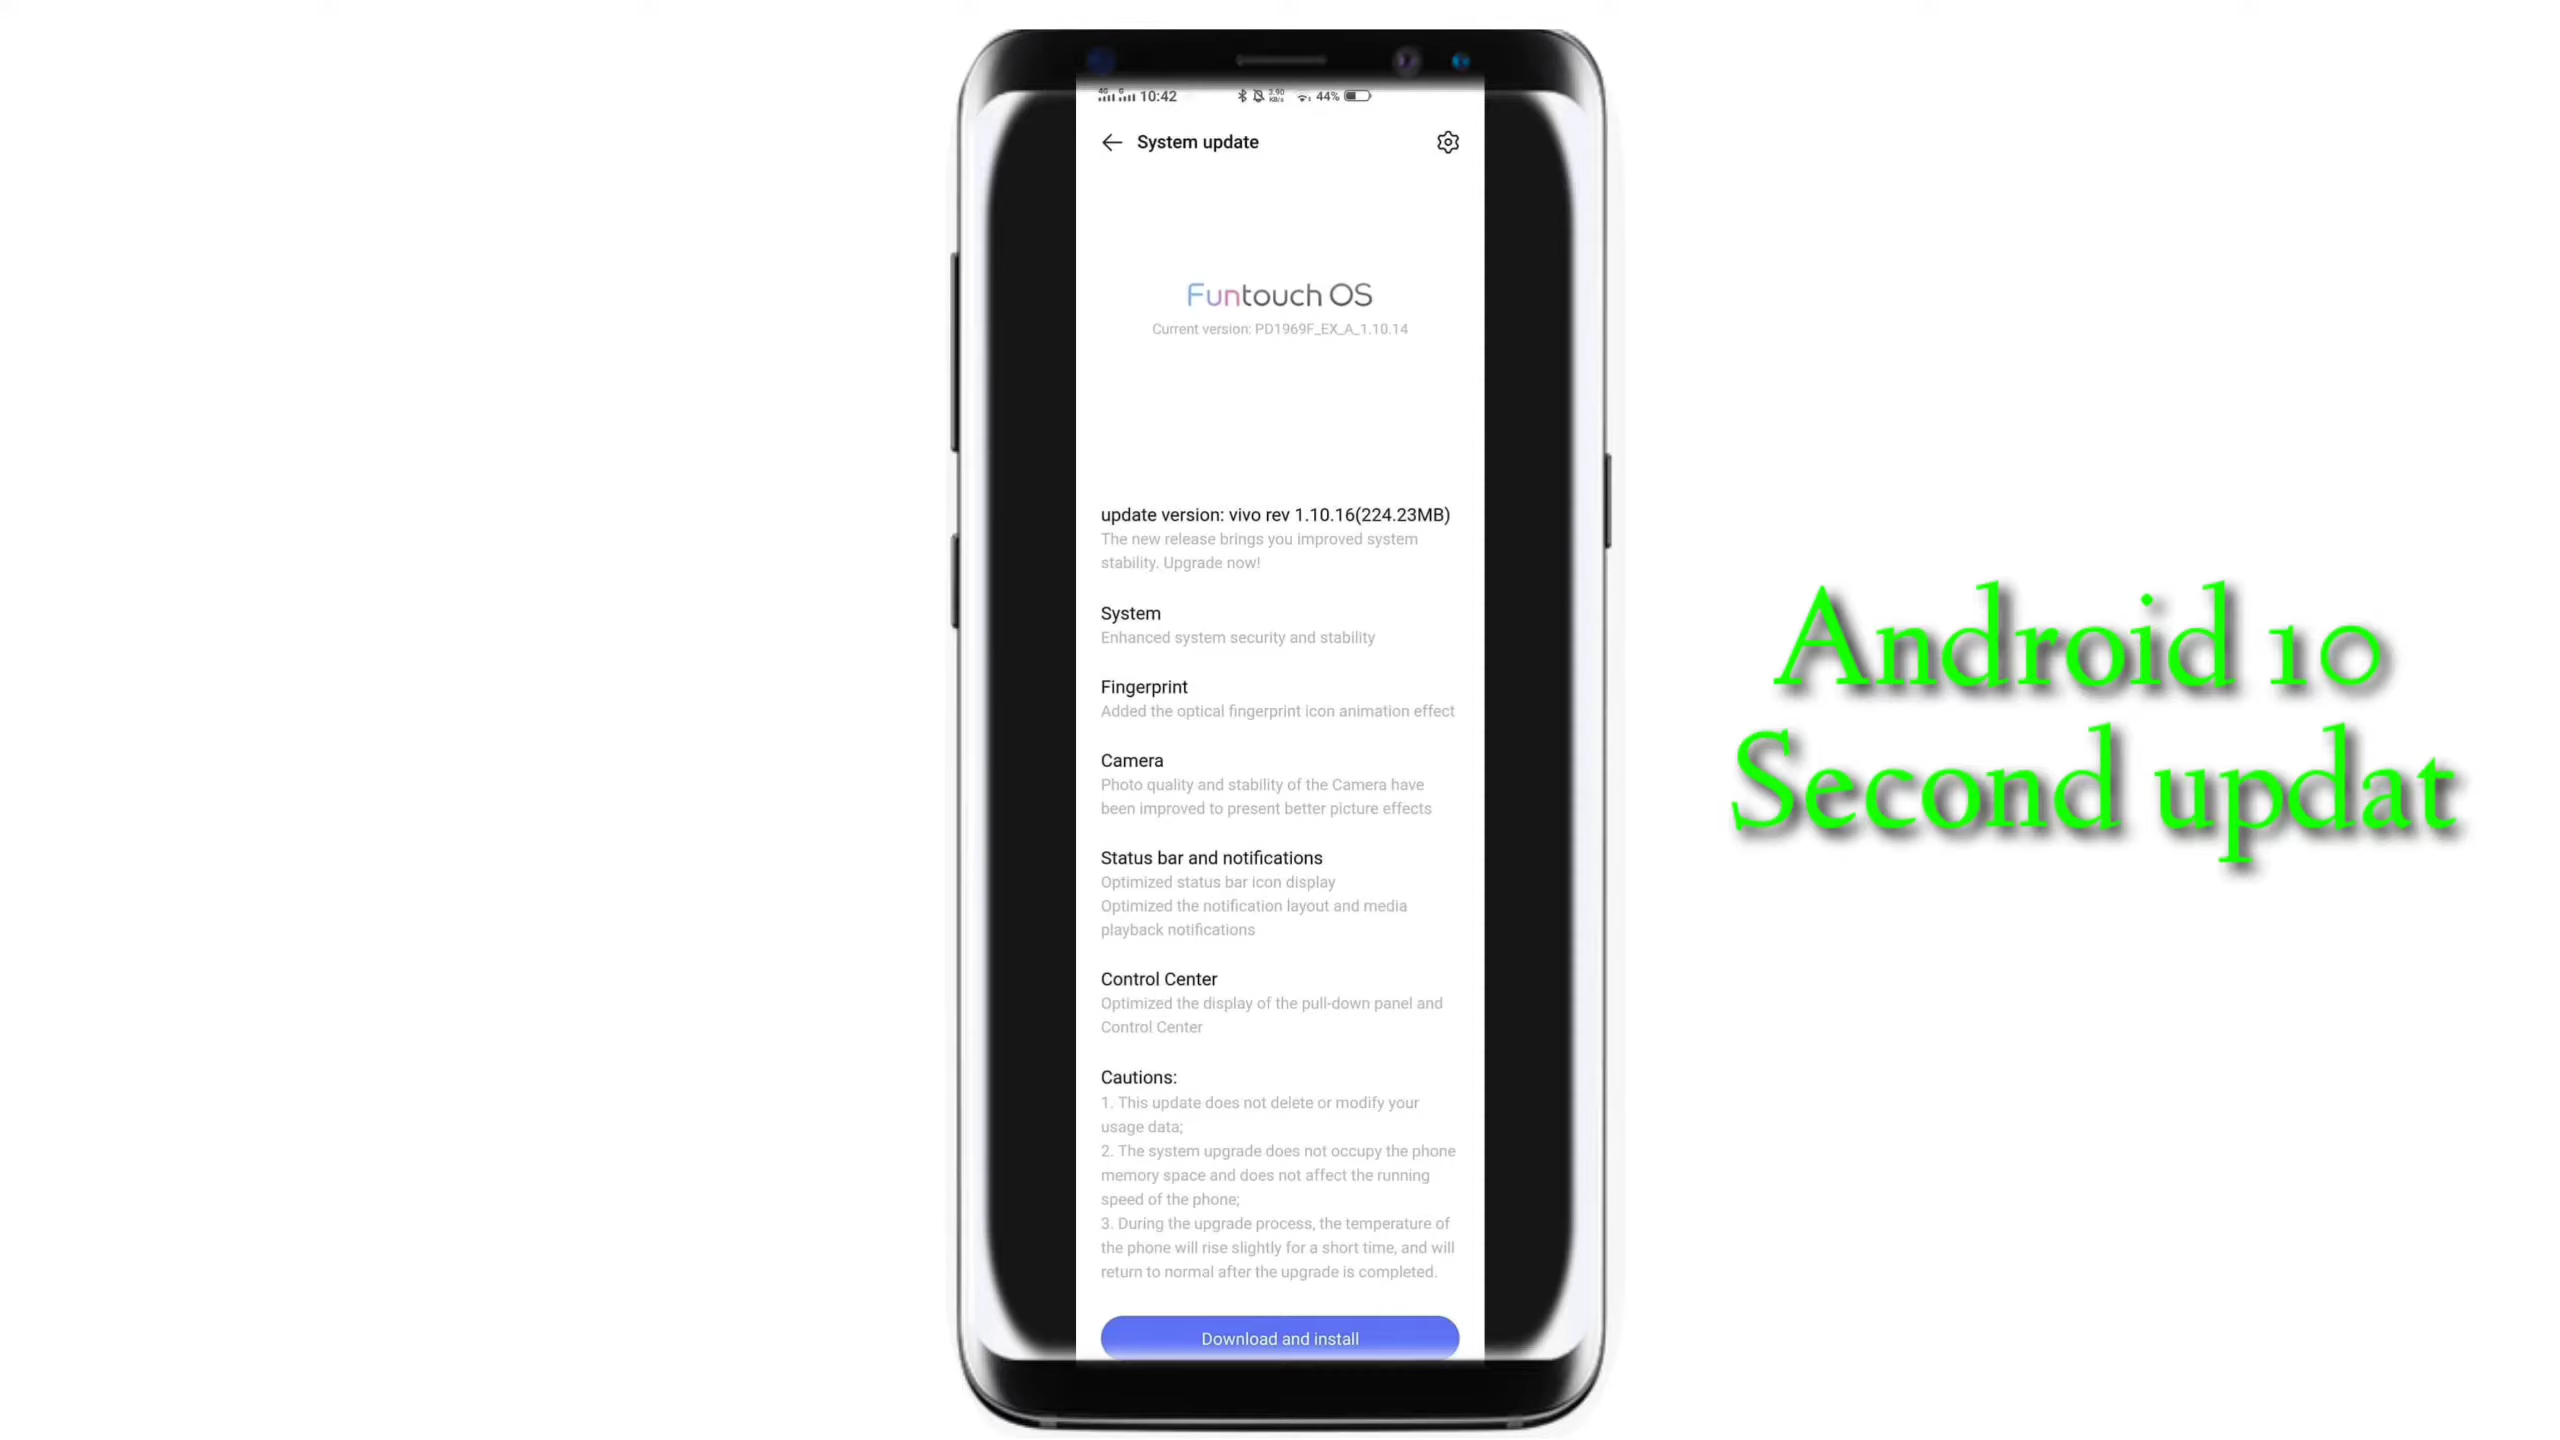 4G G 10:42 3.90 KB/s 44%
System update
Funtouch OS
Current version: PD1969F_EX_A_1.10.14
update version: vivo rev 1.10.16(224.23MB)
The new release brings you improved system
stability. Upgrade now!
System
Enhanced system security and stability
Fingerprint
Added the optical fingerprint icon animation effect
Camera
Photo quality and stability of the Camera have
been improved to present better picture effects
Status bar and notifications
Optimized status bar icon display
Optimized the notification layout and media
playback notifications
Control Center
Optimized the display of the pull-down panel and
Control Center
Cautions:
1. This update does not delete or modify your
usage data;
2. The system upgrade does not occupy the phone
memory space and does not affect the running
speed of the phone;
3. During the upgrade process, the temperature of
the phone will rise slightly for a short time, and will
return to normal after the upgrade is completed.
Download and install
Android 10
Second updat